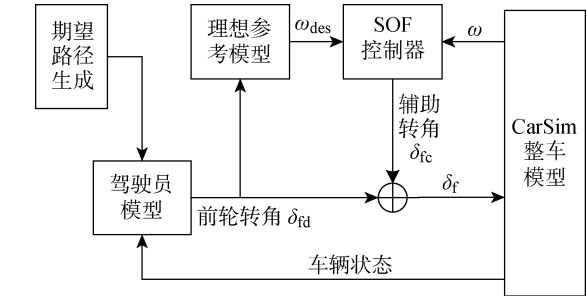 期望
路径
生成
理想参
考模型
ω_des
SOF
控制器
ω
辅助
转角
δ_fc
CarSim
整车
模型
驾驶员
模型
前轮转角 δ_fd
δ_f
车辆状态